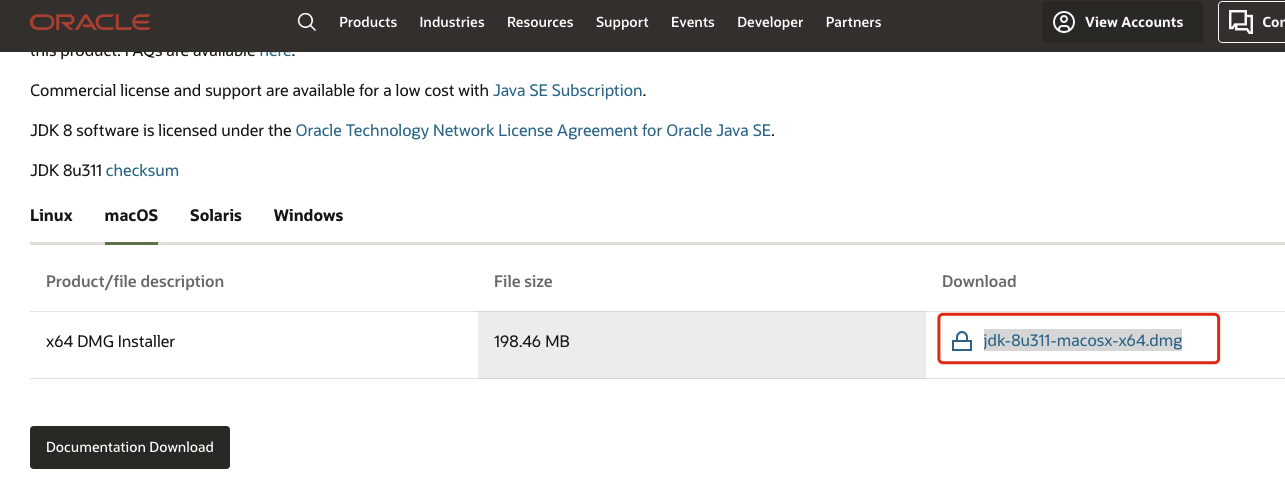 ORACLE Products Industries Resources Support Events Developer Partners View Accounts
this product. FAQs are available here.
Commercial license and support are available for a low cost with Java SE Subscription.
JDK 8 software is licensed under the Oracle Technology Network License Agreement for Oracle Java SE.
JDK 8u311 checksum
Linux macOS Solaris Windows
Product/file description File size Download
x64 DMG Installer 198.46 MB jdk-8u311-macosx-x64.dmg
Documentation Download